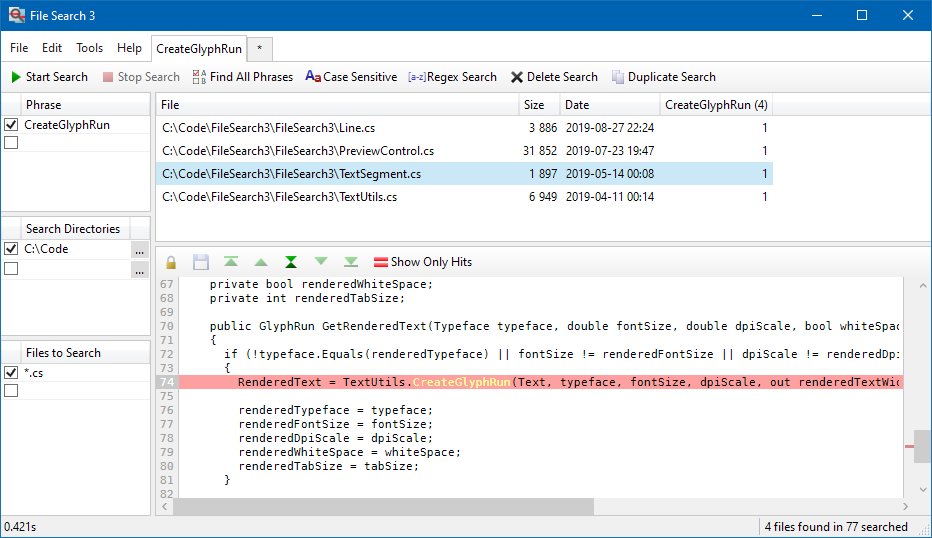 File Search 3
File Edit Tools Help CreateGlyphRun *
Start Search Stop Search Find All Phrases Case Sensitive [a-z] Regex Search Delete Search Duplicate Search
Phrase
CreateGlyphRun
Search Directories
C:\Code ...
...
Files to Search
*.cs
File Size Date CreateGlyphRun (4)
C:\Code\FileSearch3\FileSearch3\Line.cs 3 886 2019-08-27 22:24 1
C:\Code\FileSearch3\FileSearch3\PreviewControl.cs 31 852 2019-07-23 19:47 1
C:\Code\FileSearch3\FileSearch3\TextSegment.cs 1 897 2019-05-14 00:08 1
C:\Code\FileSearch3\FileSearch3\TextUtils.cs 6 949 2019-04-11 00:14 1
Show Only Hits
67 private bool renderedWhiteSpace;
68 private int renderedTabSize;
69
70 public GlyphRun GetRenderedText(Typeface typeface, double fontSize, double dpiScale, bool whiteSpac
71 {
72 if (!typeface.Equals(renderedTypeface) || fontSize != renderedFontSize || dpiScale != renderedDpi
73 {
74 RenderedText = TextUtils.CreateGlyphRun(Text, typeface, fontSize, dpiScale, out renderedTextWid
75
76 renderedTypeface = typeface;
77 renderedFontSize = fontSize;
78 renderedDpiScale = dpiScale;
79 renderedWhiteSpace = whiteSpace;
80 renderedTabSize = tabSize;
81 }
82
0.421s 4 files found in 77 searched